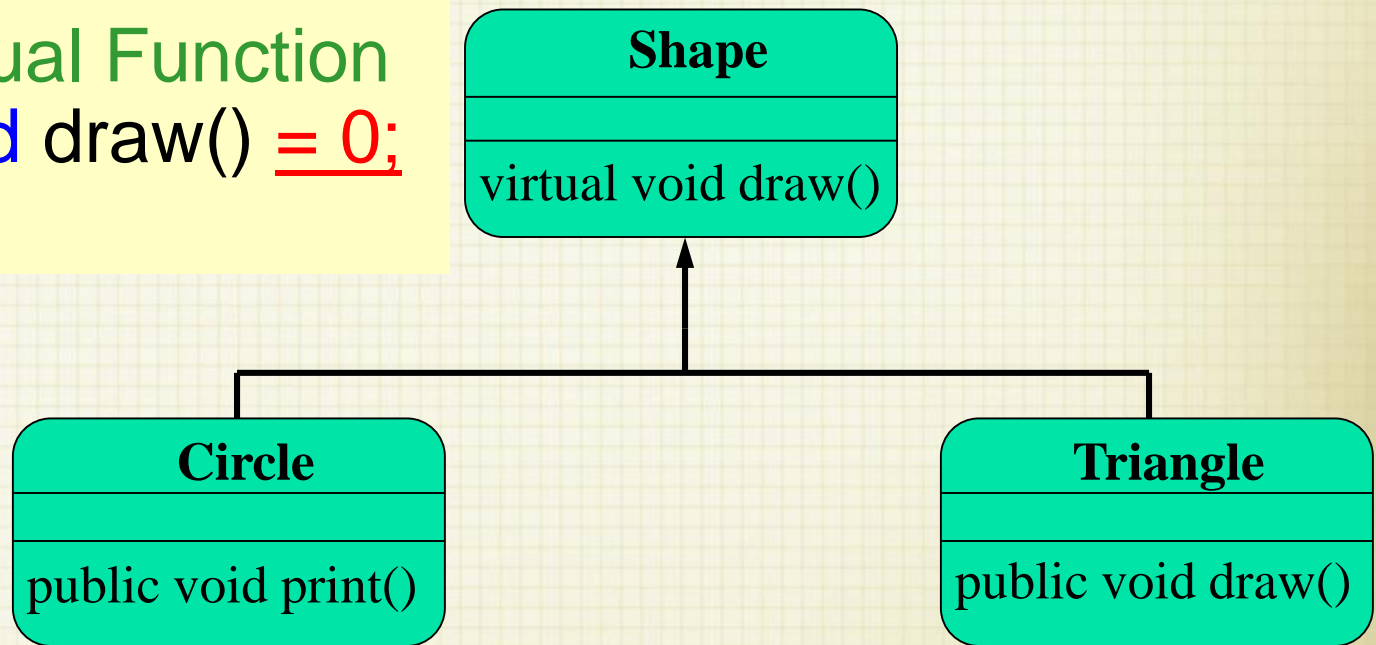 ual Function
d draw() = 0;
Shape
virtual void draw()
Circle
public void print()
Triangle
public void draw()